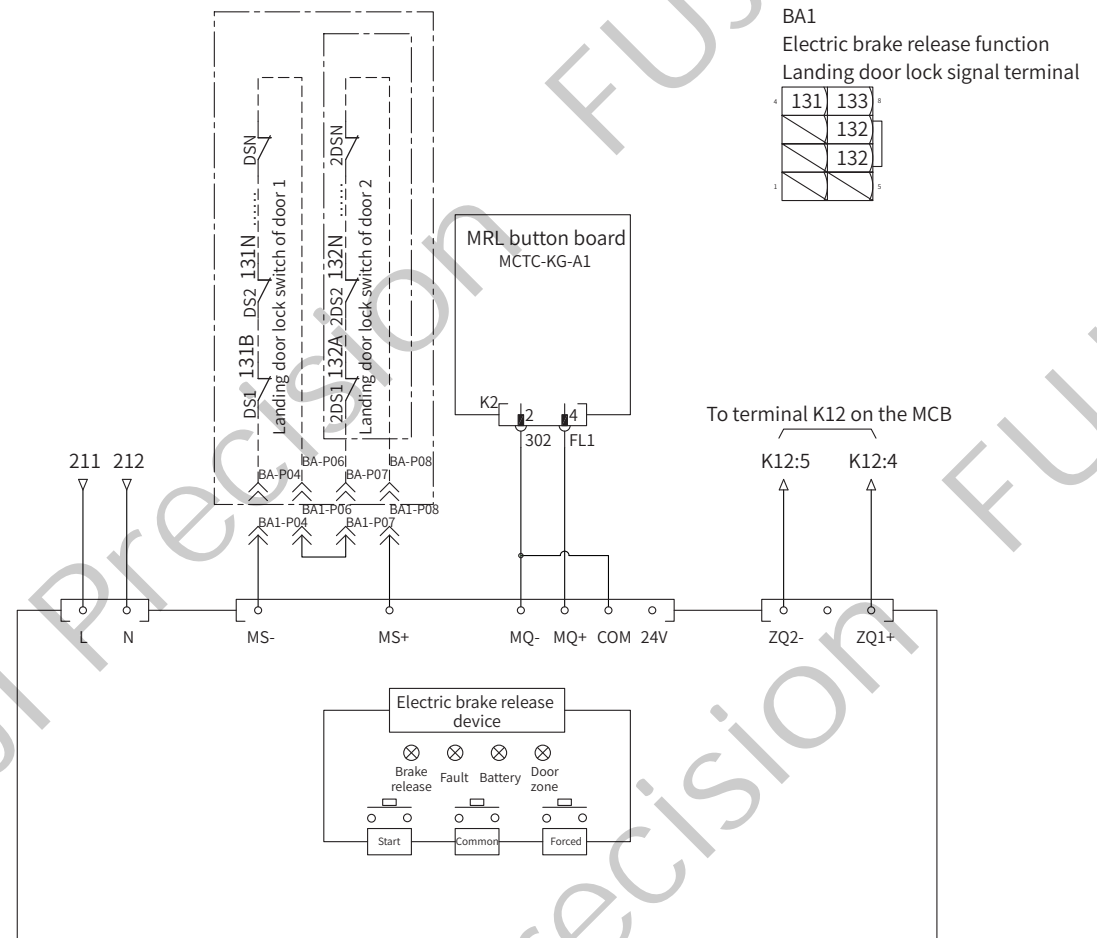 BA1
Electric brake release function
Landing door lock signal terminal
4 131 133 8
132
132
1 5
DSN
2DSN
......
......
Landing door lock switch of door 1
Landing door lock switch of door 2
131N
132N
DS2
2DS2
131B
132A
DS1
2DS1
MRL button board
MCTC-KG-A1
K2
2 4
302 FL1
To terminal K12 on the MCB
211 212
K12:5 K12:4
BA-P04 BA-P06 BA-P07 BA-P08
BA1-P04 BA1-P06 BA1-P07 BA1-P08
L N MS- MS+ MQ- MQ+ COM 24V ZQ2- ZQ1+
Electric brake release
device
Brake
release
Fault
Battery
Door
zone
Start
Common
Forced
FUJI Precision
FUJI Precision